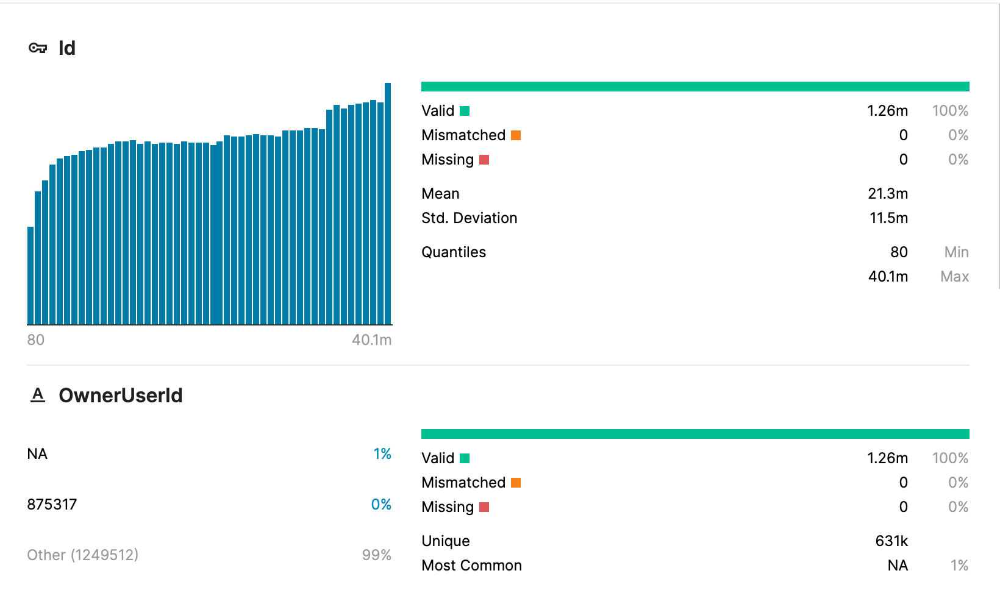 Id
80 40.1m
Valid 1.26m 100%
Mismatched 0 0%
Missing 0 0%
Mean 21.3m
Std. Deviation 11.5m
Quantiles 80 Min
40.1m Max
A OwnerUserId
NA 1%
875317 0%
Other (1249512) 99%
Valid 1.26m 100%
Mismatched 0 0%
Missing 0 0%
Unique 631k
Most Common NA 1%